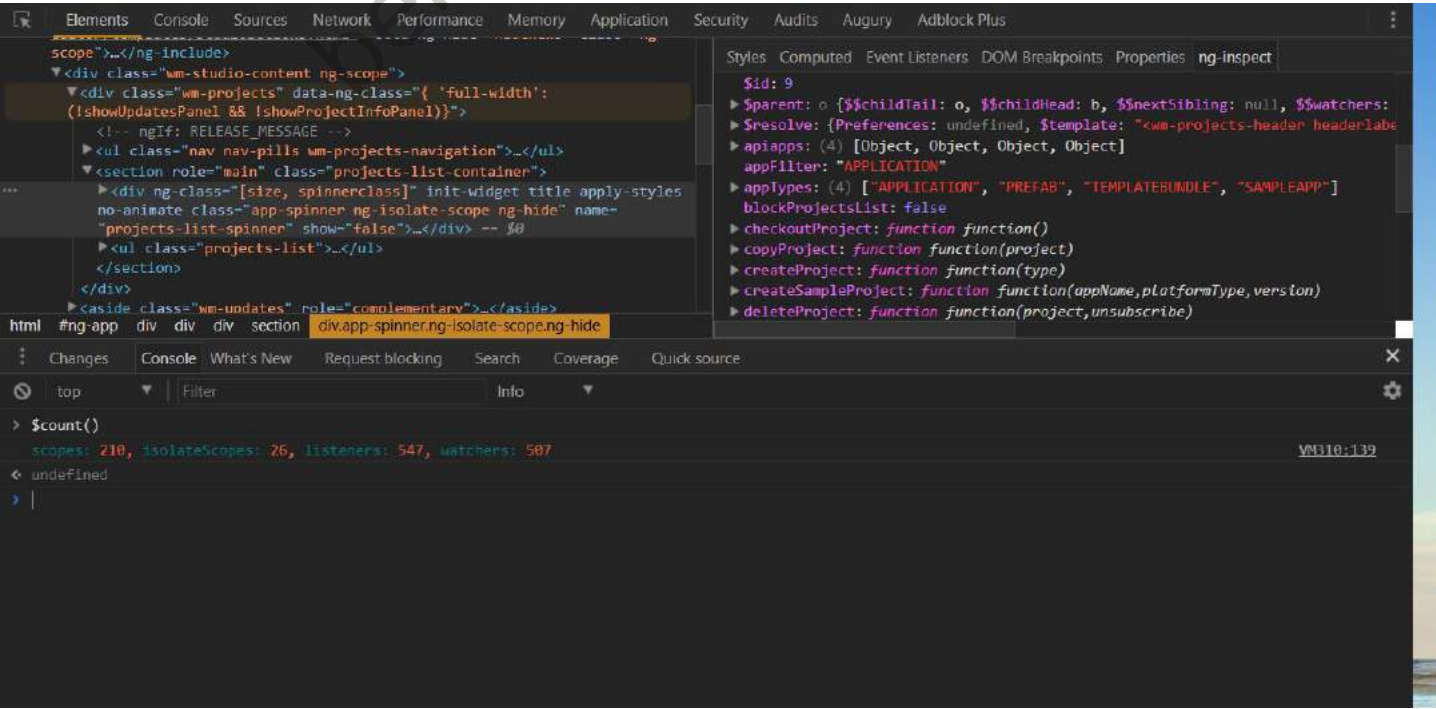 Elements Console Sources Network Performance Memory Application Security Audits Augury Adblock Plus
scope">…</ng-include>
▼<div class="wm-studio-content ng-scope">
▼<div class="wm-projects" data-ng-class="{ 'full-width':
(!showUpdatesPanel && !showProjectInfoPanel)}">
<!-- ngIf: RELEASE_MESSAGE -->
▶<ul class="nav nav-pills wm-projects-navigation">…</ul>
▼<section role="main" class="projects-list-container">
… ▶<div ng-class="[size, spinnerclass]" init-widget title apply-styles
no-animate class="app-spinner ng-isolate-scope ng-hide" name=
"projects-list-spinner" show="false">…</div> == $0
▶<ul class="projects-list">…</ul>
</section>
</div>
▶<aside class="wm-updates" role="complementary">…</aside>
html #ng-app div div div section div.app-spinner.ng-isolate-scope.ng-hide
Styles Computed Event Listeners DOM Breakpoints Properties ng-inspect
$id: 9
▶ $parent: o {$$childTail: o, $$childHead: b, $$nextSibling: null, $$watchers:
▶ $resolve: {Preferences: undefined, $template: "<wm-projects-header headerlabe
▶ apiapps: (4) [Object, Object, Object, Object]
appFilter: "APPLICATION"
▶ appTypes: (4) ["APPLICATION", "PREFAB", "TEMPLATEBUNDLE", "SAMPLEAPP"]
blockProjectsList: false
▶ checkoutProject: function function()
▶ copyProject: function function(project)
▶ createProject: function function(type)
▶ createSampleProject: function function(appName,platformType,version)
▶ deleteProject: function function(project,unsubscribe)
Changes Console What's New Request blocking Search Coverage Quick source
top Filter Info
> $count()
scopes: 210, isolateScopes: 26, listeners: 547, watchers: 507 VM310:139
undefined
>